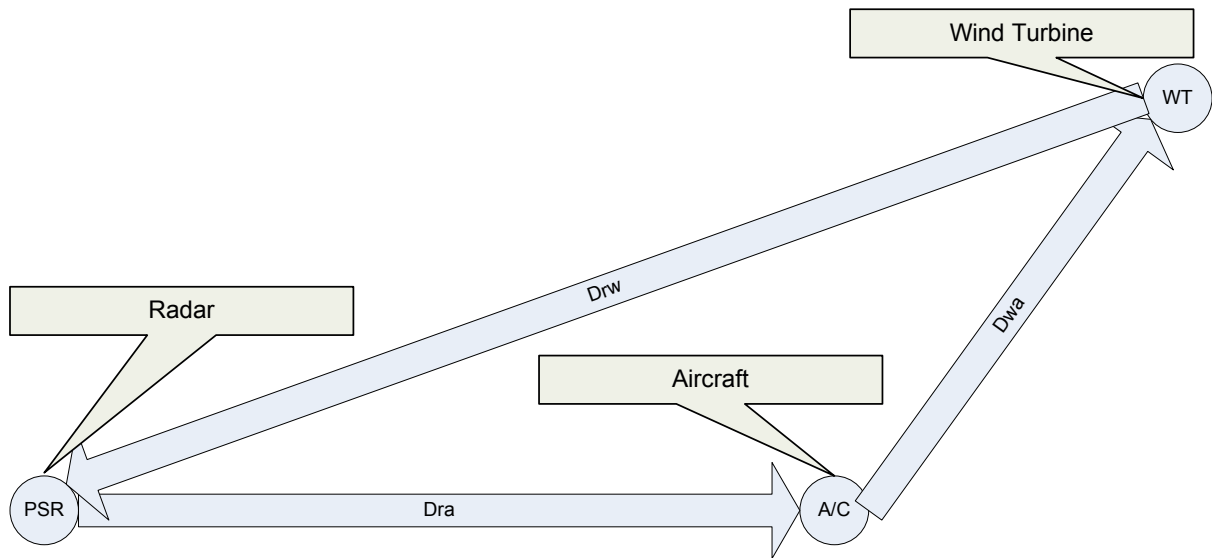 Wind Turbine
WT
Drw
Radar
Dwa
Aircraft
PSR
Dra
A/C